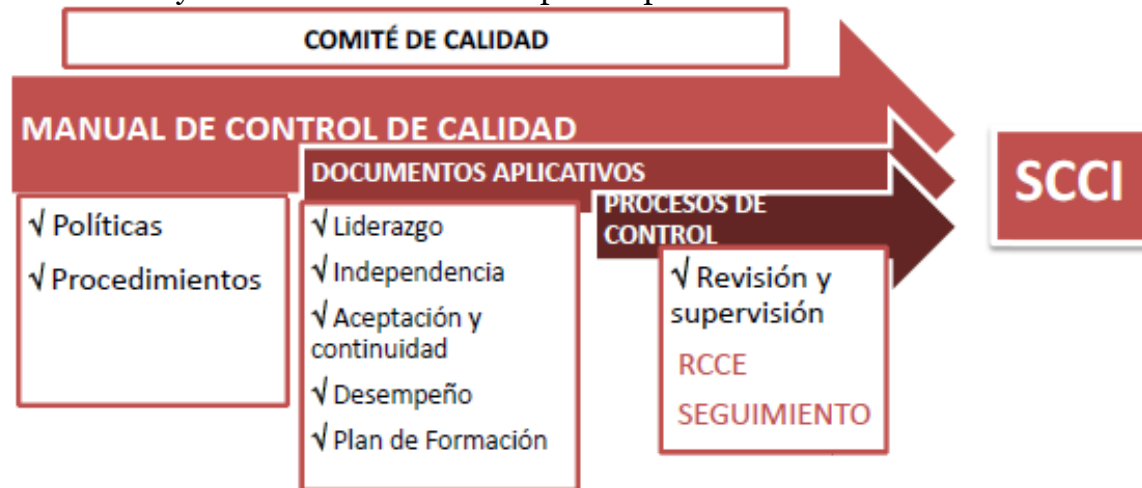 COMITÉ DE CALIDAD
MANUAL DE CONTROL DE CALIDAD
DOCUMENTOS APLICATIVOS
PROCESOS DE
CONTROL
SCCI
√ Políticas
√ Procedimientos
√ Liderazgo
√ Independencia
√ Aceptación y
continuidad
√ Desempeño
√ Plan de Formación
√ Revisión y
supervisión
RCCE
SEGUIMIENTO